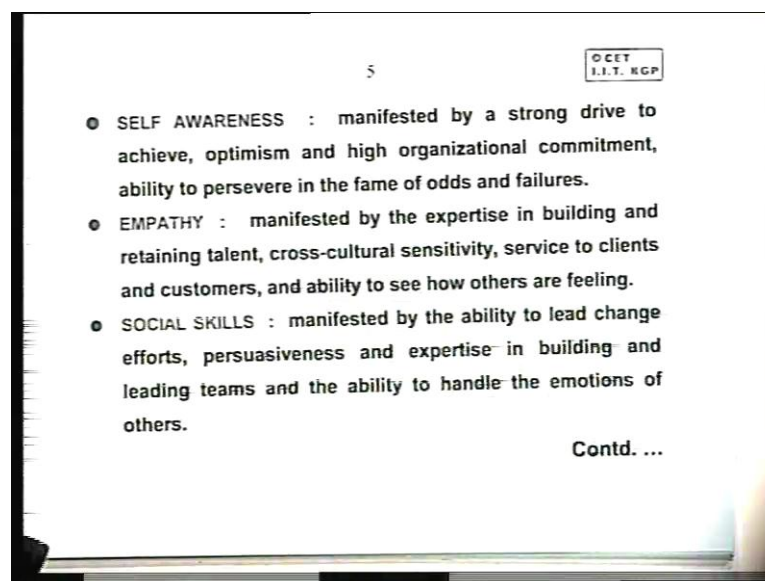 5
© CET
I.I.T. KGP
SELF AWARENESS : manifested by a strong drive to
achieve, optimism and high organizational commitment,
ability to persevere in the fame of odds and failures.
EMPATHY : manifested by the expertise in building and
retaining talent, cross-cultural sensitivity, service to clients
and customers, and ability to see how others are feeling.
SOCIAL SKILLS : manifested by the ability to lead change
efforts, persuasiveness and expertise in building and
leading teams and the ability to handle the emotions of
others.
Contd. ...